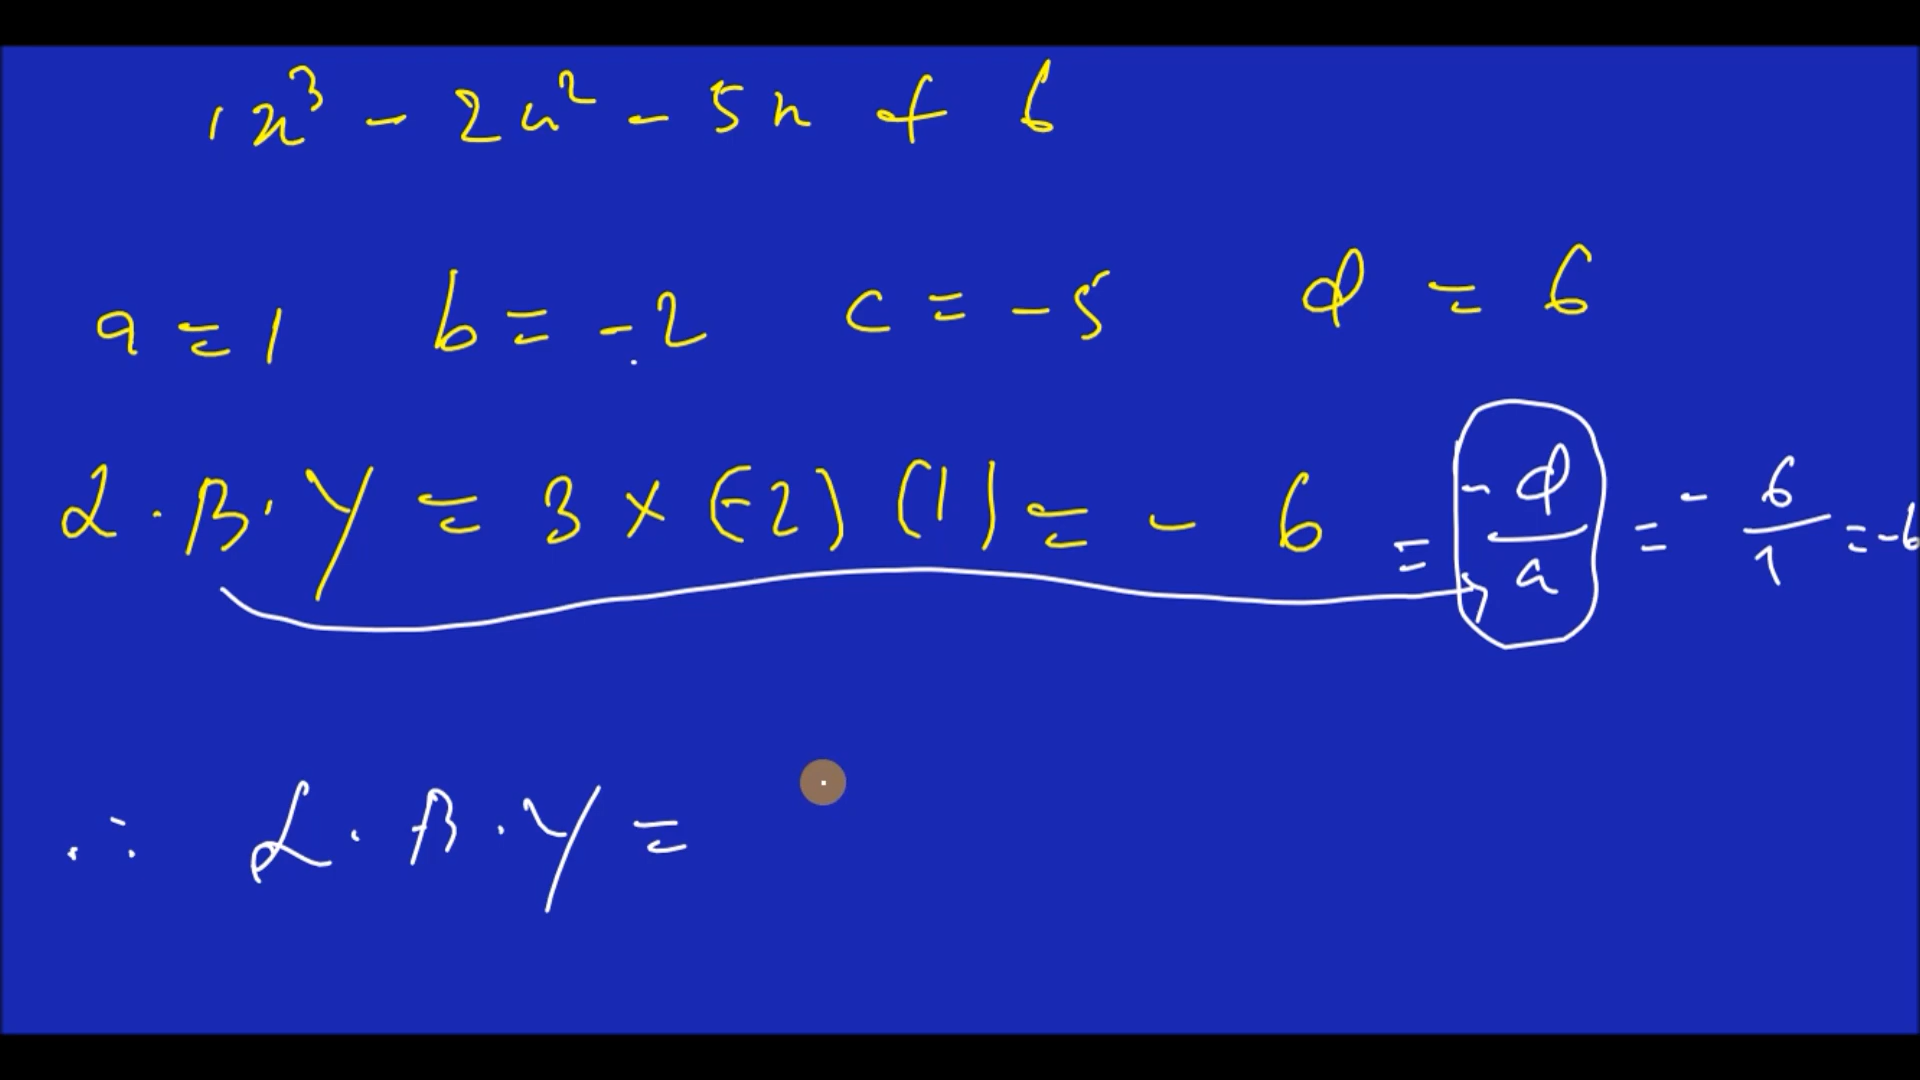 1x³ - 2x² - 5x + 6
a = 1 b = -2 c = -5 d = 6
α · β · γ = 3 × (-2) (1) = - 6 = - d/a = - 6/1 = -6
∴ α · β · γ =